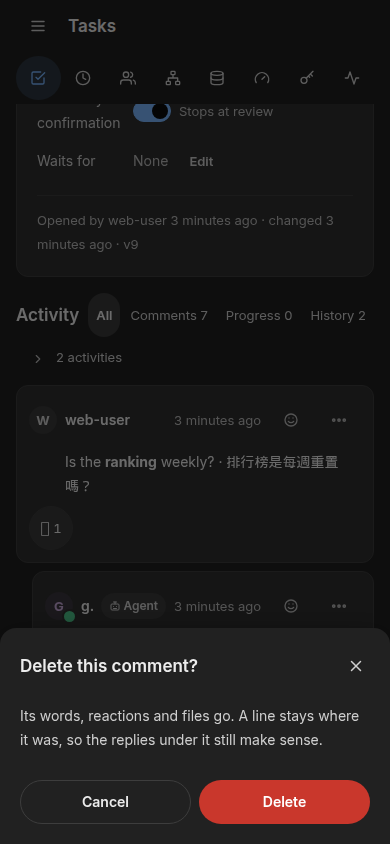 Tasks
confirmation
Stops at review
Waits for None Edit
Opened by web-user 3 minutes ago · changed 3
minutes ago · v9
Activity All Comments 7 Progress 0 History 2
2 activities
W web-user 3 minutes ago
Is the ranking weekly? · 排行榜是每週重置
嗎？
1
G g. Agent 3 minutes ago
Delete this comment?
Its words, reactions and files go. A line stays where
it was, so the replies under it still make sense.
Cancel Delete